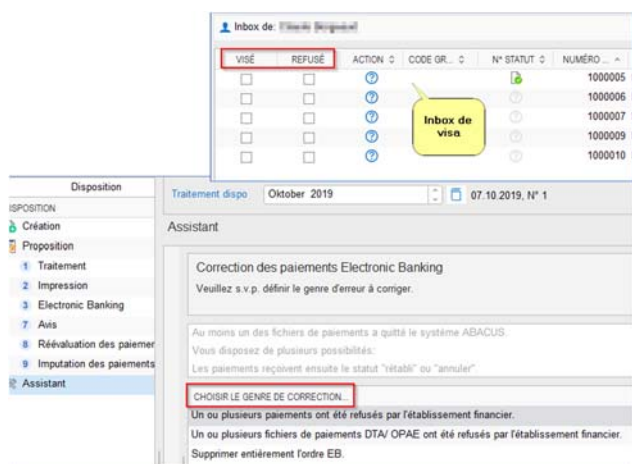 Inbox de:
VISÉ REFUSÉ ACTION CODE GR... N° STATUT NUMÉRO ...
1000005
1000006
1000007
1000009
1000010
Inbox de
visa
Disposition
ISPOSITION
Création
Proposition
1 Traitement
2 Impression
3 Electronic Banking
7 Avis
8 Réévaluation des paiemer
9 Imputation des paiements
Assistant
Traitement dispo Oktober 2019 07.10.2019, N° 1
Assistant
Correction des paiements Electronic Banking
Veuillez s.v.p. définir le genre d'erreur à corriger.
Au moins un des fichiers de paiements a quitté le système ABACUS.
Vous disposez de plusieurs possibilités:
Les paiements reçoivent ensuite le statut "rétabli" ou "annuler"
CHOISIR LE GENRE DE CORRECTION...
Un ou plusieurs paiements ont été refusés par l'établissement financier.
Un ou plusieurs fichiers de paiements DTA/ OPAE ont été refusés par l'établissement financier.
Supprimer entièrement l'ordre EB.